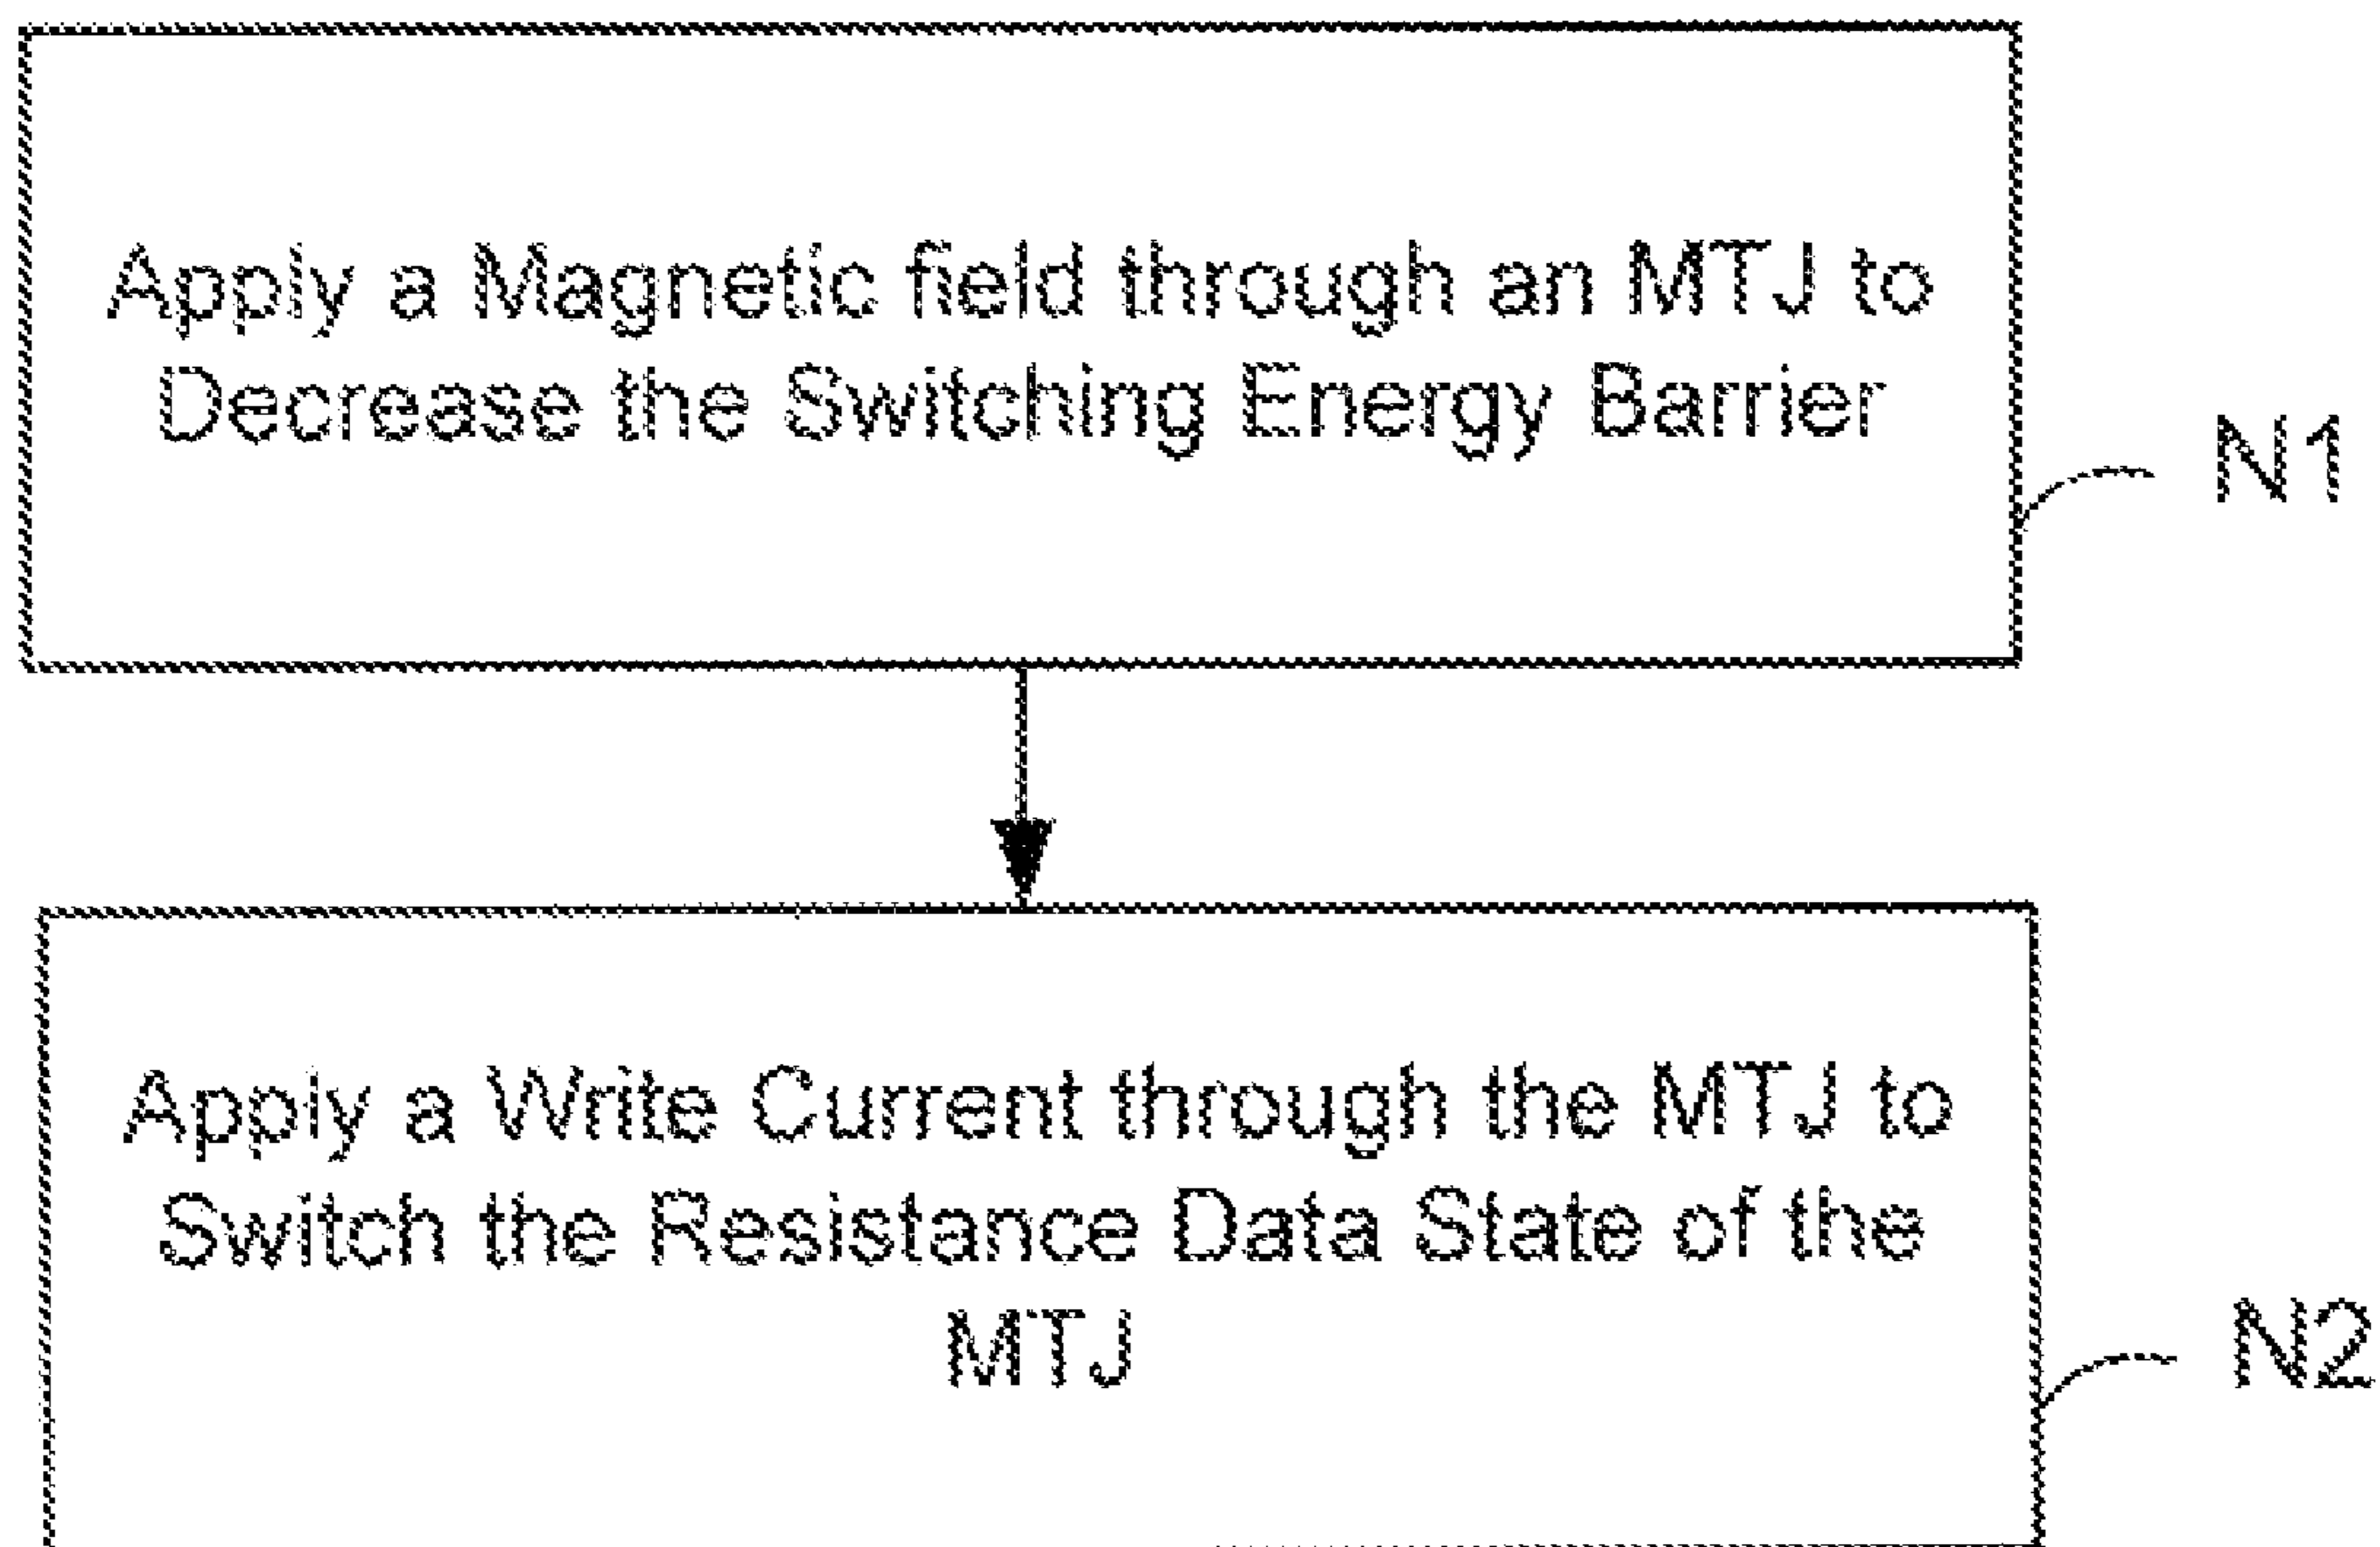 Apply a Magnetic field through an MTJ to
Decrease the Switching Energy Barrier
N1
Apply a Write Current through the MTJ to
Switch the Resistance Data State of the
MTJ
N2